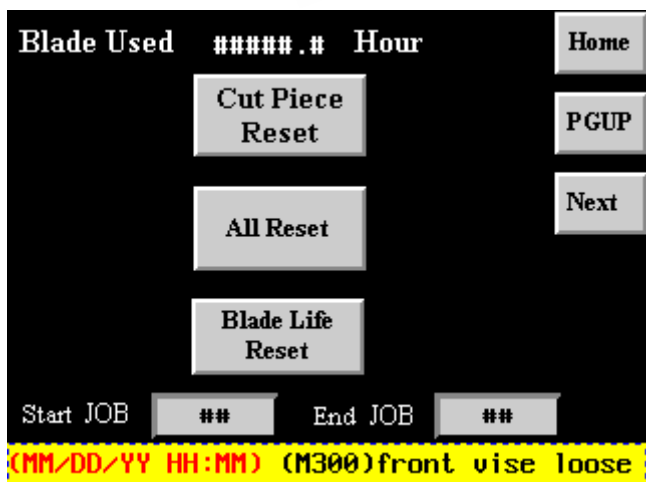 Blade Used #####.# Hour
Home
Cut Piece
Reset
PGUP
All Reset
Next
Blade Life
Reset
Start JOB ## End JOB ##
(MM/DD/YY HH:MM) (M300)front vise loose